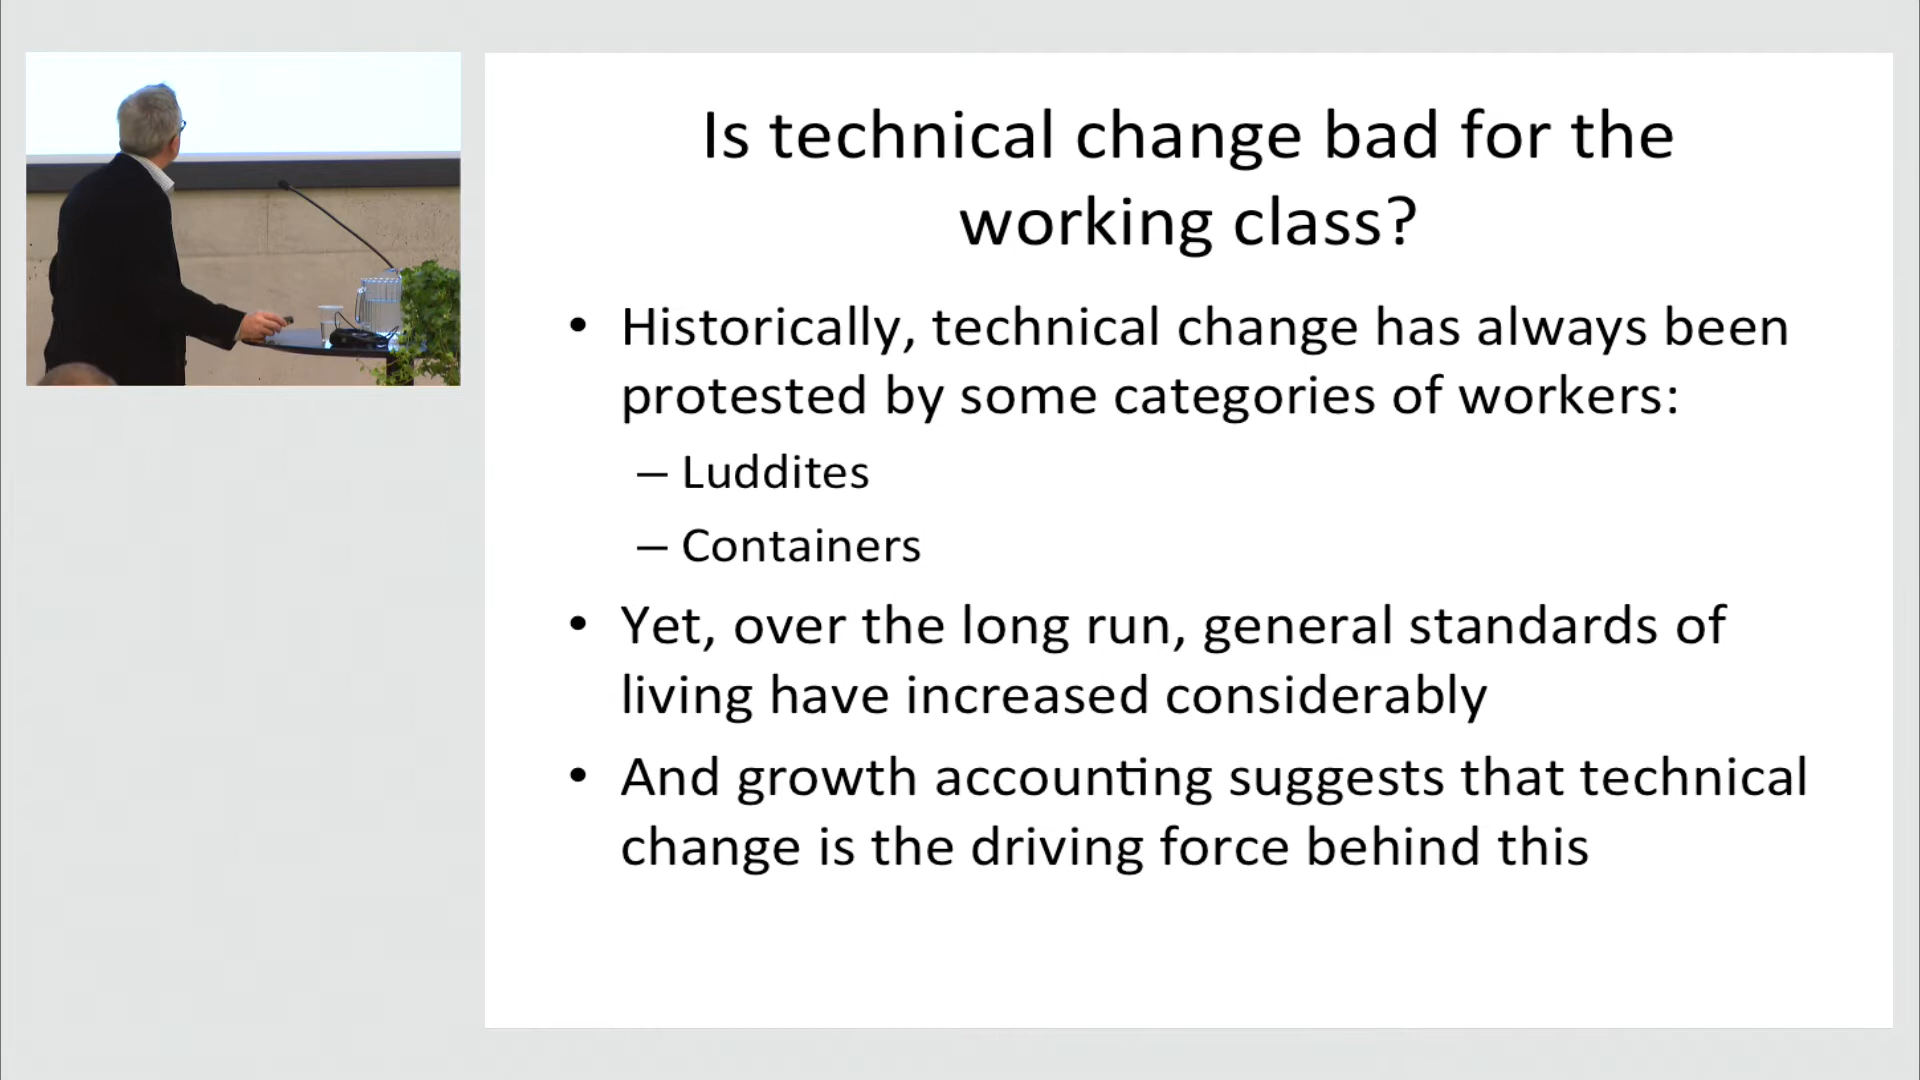 Is technical change bad for the
working class?
• Historically, technical change has always been
protested by some categories of workers:
– Luddites
– Containers
• Yet, over the long run, general standards of
living have increased considerably
• And growth accounting suggests that technical
change is the driving force behind this